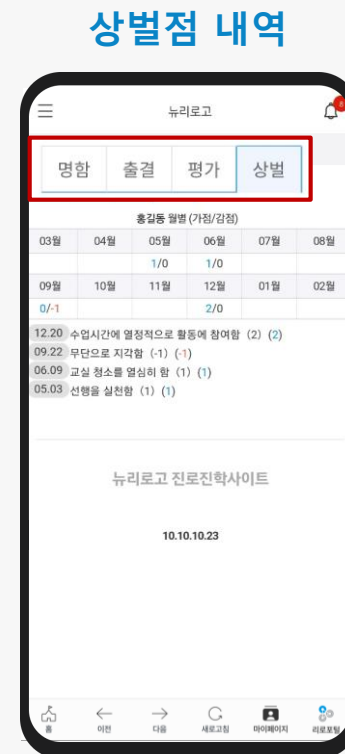 상벌점 내역
뉴리로고
8
명함 출결 평가 상벌
홍길동 월별 (가점/감점)
03월 04월 05월 06월 07월 08월
1/0 1/0
09월 10월 11월 12월 01월 02월
0/-1 2/0
12.20 수업시간에 열정적으로 활동에 참여함 (2) (2)
09.22 무단으로 지각함 (-1) (-1)
06.09 교실 청소를 열심히 함 (1) (1)
05.03 선행을 실천함 (1) (1)
뉴리로고 진로진학사이트
10.10.10.23
홈 이전 다음 새로고침 마이페이지 리로포털